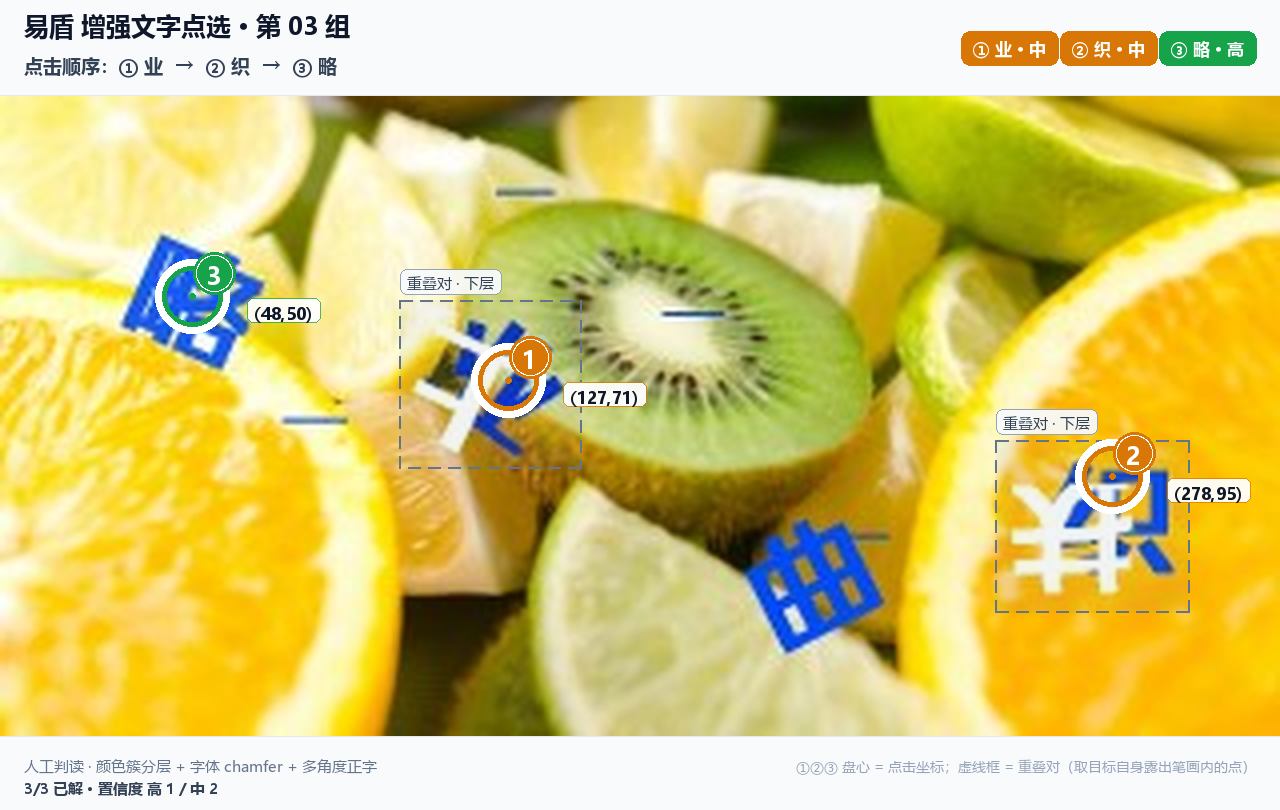 易盾 增强文字点选 • 第 03 组
点击顺序: ① 业 → ② 织 → ③ 略
① 业 • 中 ② 织 • 中 ③ 略 • 高
重叠对 · 下层
略
3
(48,50)
1
(127,71)
重叠对 · 下层
2
(278,95)
曲
人工判读 · 颜色簇分层 + 字体 chamfer + 多角度正字
3/3 已解 • 置信度 高 1 / 中 2
①②③ 盘心 = 点击坐标；虚线框 = 重叠对（取目标自身露出笔画内的点）